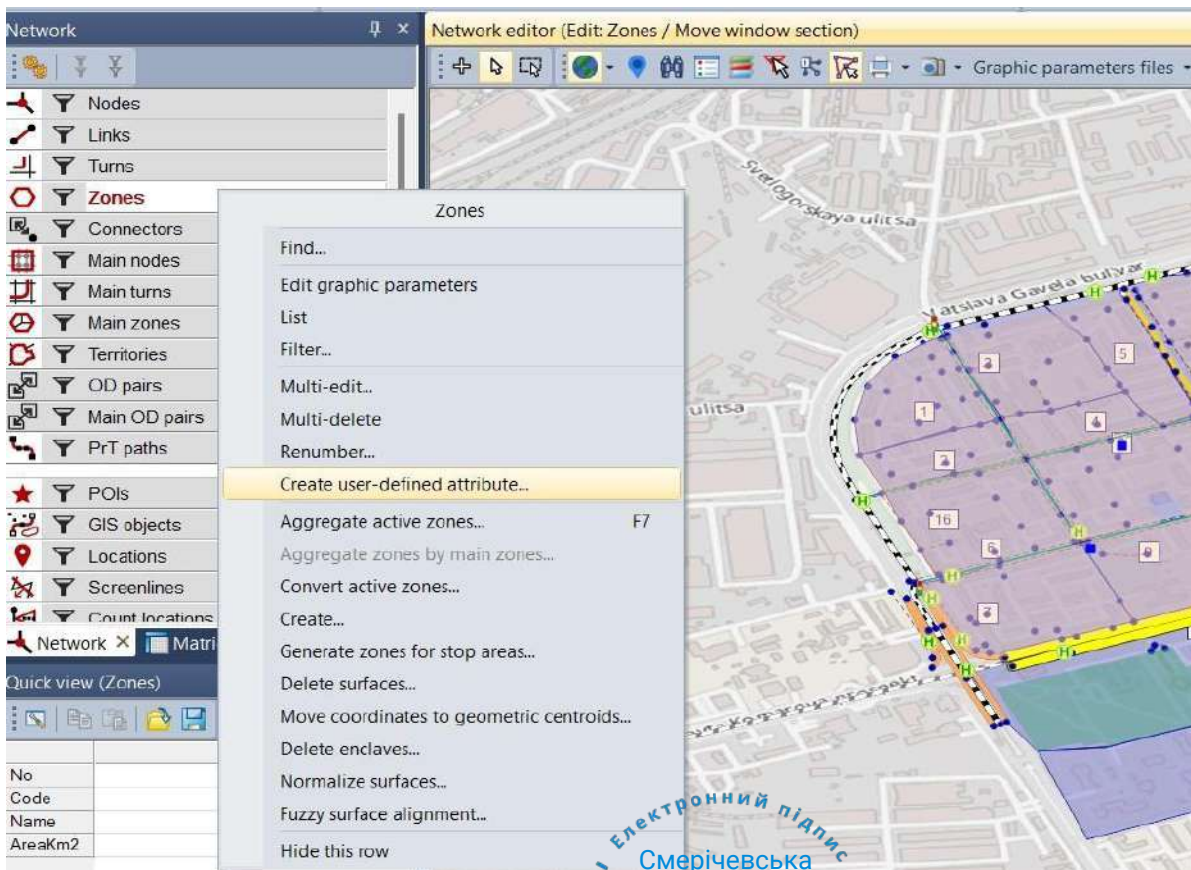 Network
Network editor (Edit: Zones / Move window section)
Graphic parameters files
Nodes
Links
Turns
Zones
Connectors
Main nodes
Main turns
Main zones
Territories
OD pairs
Main OD pairs
PrT paths
POIs
GIS objects
Locations
Screenlines
Count locations
Network
Matri
Quick view (Zones)
No
Code
Name
AreaKm2
Zones
Find...
Edit graphic parameters
List
Filter...
Multi-edit...
Multi-delete
Renumber...
Create user-defined attribute...
Aggregate active zones... F7
Aggregate zones by main zones...
Convert active zones...
Create...
Generate zones for stop areas...
Delete surfaces...
Move coordinates to geometric centroids...
Delete enclaves...
Normalize surfaces...
Fuzzy surface alignment...
Hide this row
Svetlogorskaya ulitsa
Vatslava Gavela bulvar
ulitsa
H
H
H
H
H
H
H
H
H
H
H
5
1
4
16
6
Електронний підпис
Смерічевська